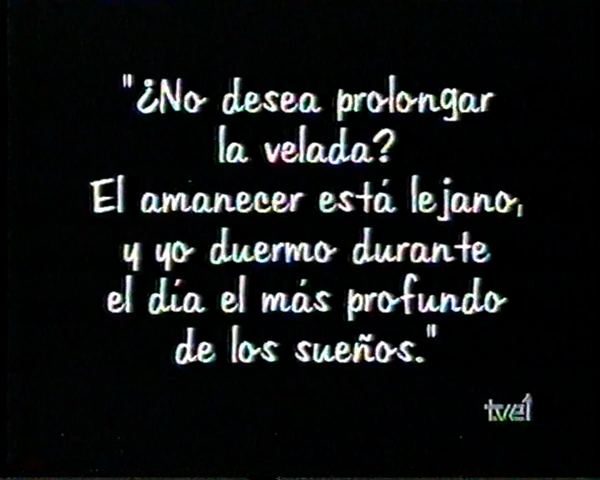 "¿No desea prolongar
la velada?
El amanecer está lejano,
y yo duermo durante
el día el más profundo
de los sueños."
tve1